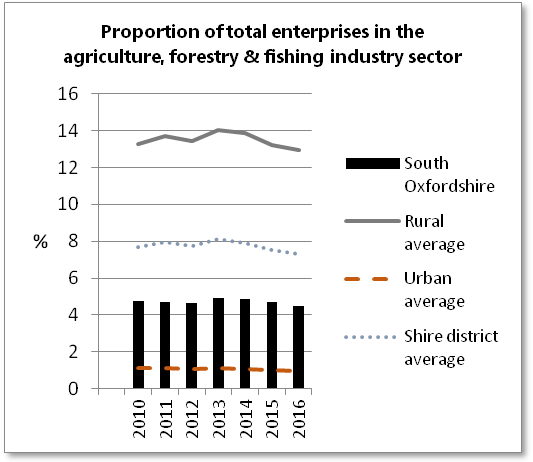 Proportion of total enterprises in the
agriculture, forestry & fishing industry sector
16
14
12
10
8
6
4
2
0
%
2010
2011
2012
2013
2014
2015
2016
South
Oxfordshire
Rural
average
Urban
average
Shire district
average